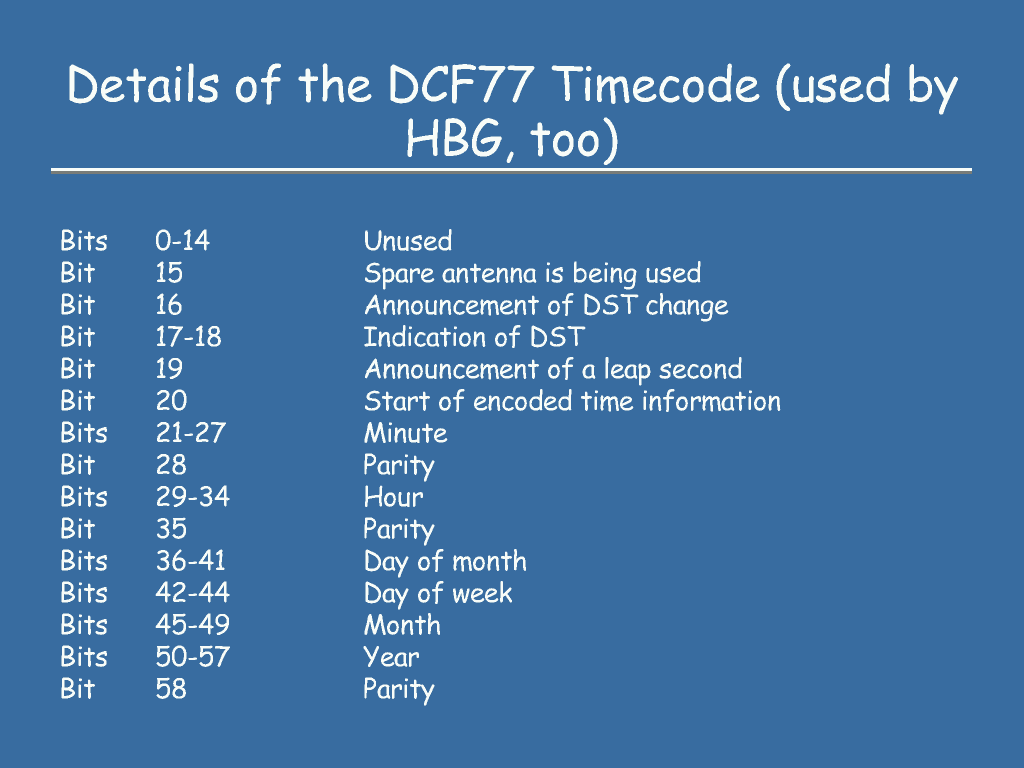 Details of the DCF77 Timecode (used by
HBG, too)
Bits 0-14 Unused
Bit 15 Spare antenna is being used
Bit 16 Announcement of DST change
Bit 17-18 Indication of DST
Bit 19 Announcement of a leap second
Bit 20 Start of encoded time information
Bits 21-27 Minute
Bit 28 Parity
Bits 29-34 Hour
Bit 35 Parity
Bits 36-41 Day of month
Bits 42-44 Day of week
Bits 45-49 Month
Bits 50-57 Year
Bit 58 Parity